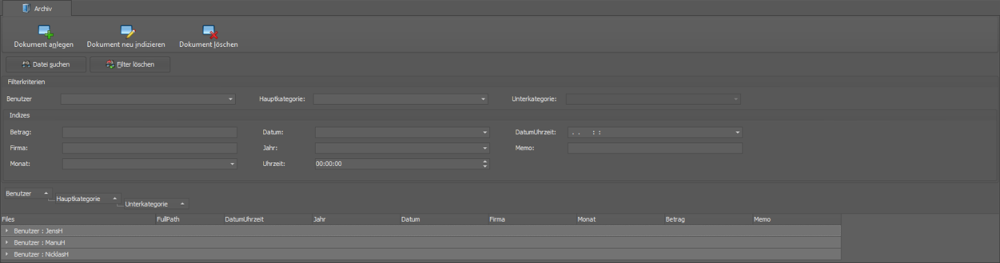 Archiv
Dokument anlegen Dokument neu indizieren Dokument löschen
Datei suchen Filter löschen
Filterkriterien
Benutzer Hauptkategorie: Unterkategorie:
Indizes
Betrag: Datum: DatumUhrzeit: . . : :
Firma: Jahr: Memo:
Monat: Uhrzeit: 00:00:00
Benutzer
Hauptkategorie
Unterkategorie
Files FullPath DatumUhrzeit Jahr Datum Firma Monat Betrag Memo
Benutzer : JensH
Benutzer : ManuH
Benutzer : NicklasH